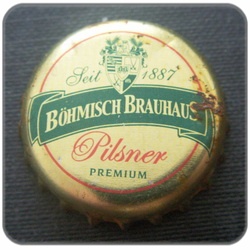 Seit 1887
BÖHMISCH BRAUHAUS
Pilsner
PREMIUM